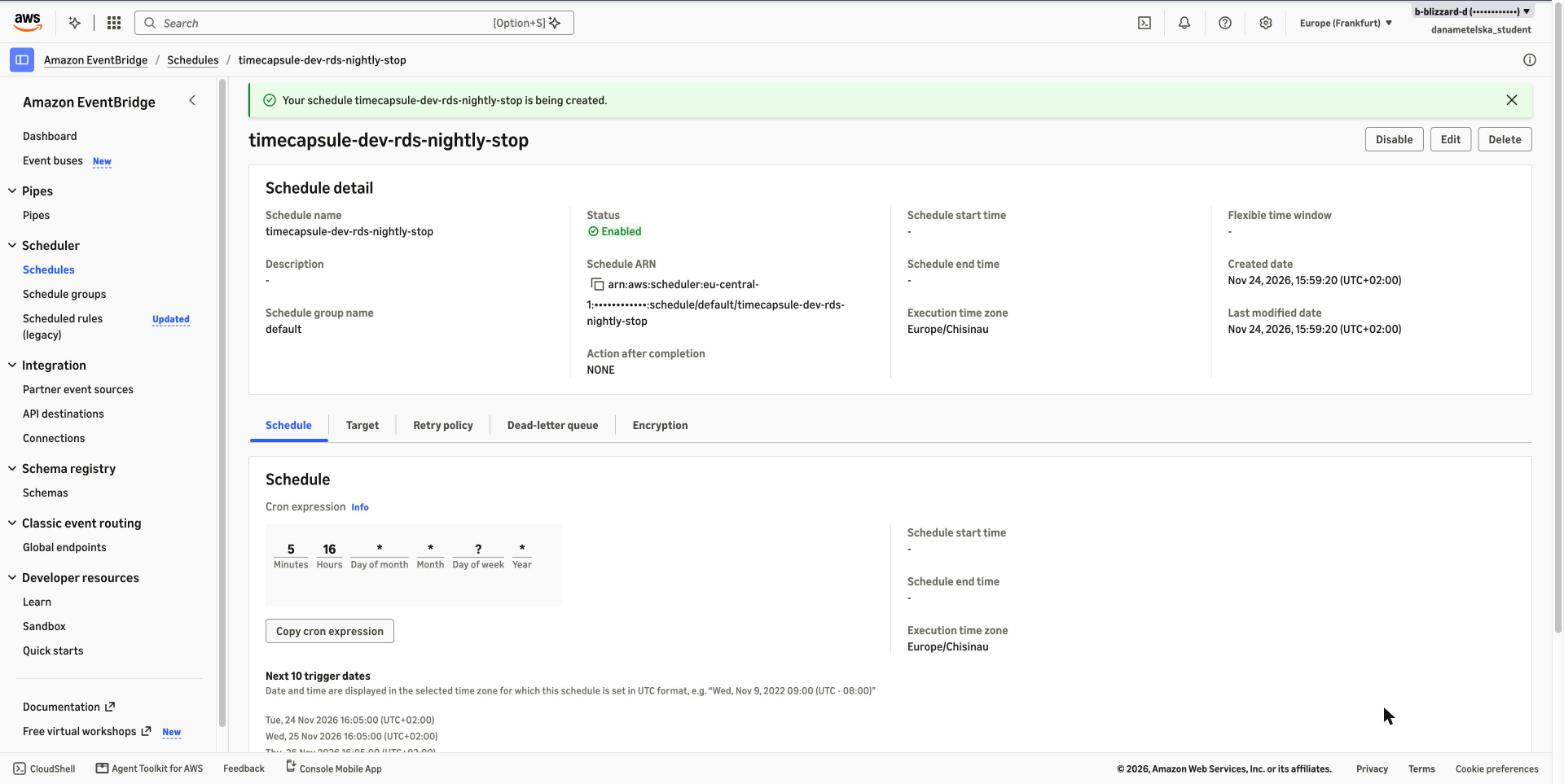 aws
Search
[Option+S]
Europe (Frankfurt)
b-blizzard-d (••••••••••••)
danametelska_student
Amazon EventBridge / Schedules / timecapsule-dev-rds-nightly-stop
Amazon EventBridge
Dashboard
Event buses New
Pipes
Pipes
Scheduler
Schedules
Schedule groups
Scheduled rules Updated
(legacy)
Integration
Partner event sources
API destinations
Connections
Schema registry
Schemas
Classic event routing
Global endpoints
Developer resources
Learn
Sandbox
Quick starts
Documentation
Free virtual workshops New
Your schedule timecapsule-dev-rds-nightly-stop is being created.
timecapsule-dev-rds-nightly-stop
Disable
Edit
Delete
Schedule detail
Schedule name
timecapsule-dev-rds-nightly-stop
Description
-
Schedule group name
default
Status
Enabled
Schedule ARN
arn:aws:scheduler:eu-central-
1:••••••••••••:schedule/default/timecapsule-dev-rds-
nightly-stop
Action after completion
NONE
Schedule start time
-
Schedule end time
-
Execution time zone
Europe/Chisinau
Flexible time window
-
Created date
Nov 24, 2026, 15:59:20 (UTC+02:00)
Last modified date
Nov 24, 2026, 15:59:20 (UTC+02:00)
Schedule
Target
Retry policy
Dead-letter queue
Encryption
Schedule
Cron expression Info
5 16 * * ? *
Minutes Hours Day of month Month Day of week Year
Copy cron expression
Schedule start time
-
Schedule end time
-
Execution time zone
Europe/Chisinau
Next 10 trigger dates
Date and time are displayed in the selected time zone for which this schedule is set in UTC format, e.g. “Wed, Nov 9, 2022 09:00 (UTC - 08:00)”
Tue, 24 Nov 2026 16:05:00 (UTC+02:00)
Wed, 25 Nov 2026 16:05:00 (UTC+02:00)
Thu, 26 Nov 2026 16:05:00 (UTC+02:00)
CloudShell
Agent Toolkit for AWS
Feedback
Console Mobile App
© 2026, Amazon Web Services, Inc. or its affiliates.
Privacy
Terms
Cookie preferences